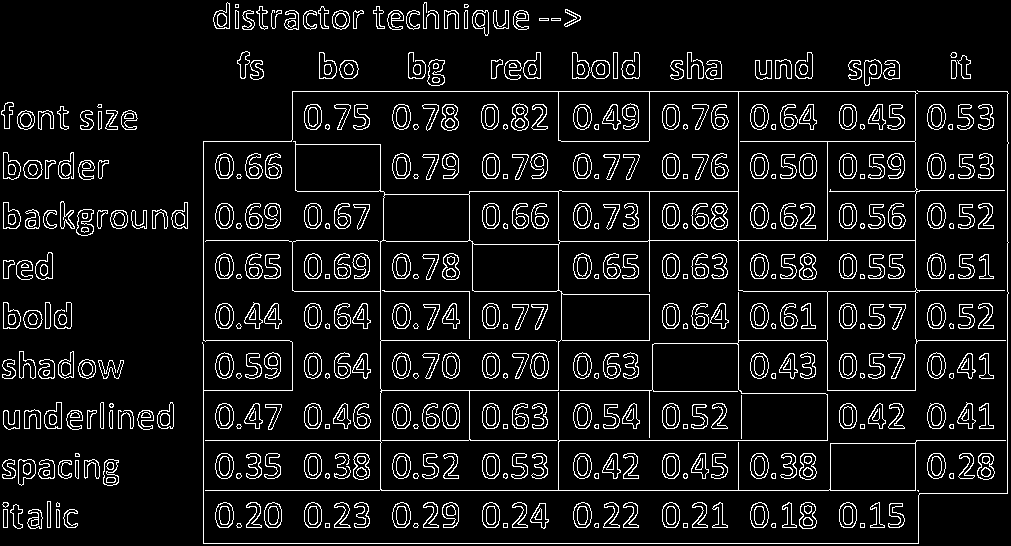 distractor technique -->
fs bo bg red bold sha und spa it
font size 0.75 0.78 0.82 0.49 0.76 0.64 0.45 0.53
border 0.66 0.79 0.79 0.77 0.76 0.50 0.59 0.53
background 0.69 0.67 0.66 0.73 0.68 0.62 0.56 0.52
red 0.65 0.69 0.78 0.65 0.63 0.58 0.55 0.51
bold 0.44 0.64 0.74 0.77 0.64 0.61 0.57 0.52
shadow 0.59 0.64 0.70 0.70 0.63 0.43 0.57 0.41
underlined 0.47 0.46 0.60 0.63 0.54 0.52 0.42 0.41
spacing 0.35 0.38 0.52 0.53 0.42 0.45 0.38 0.28
italic 0.20 0.23 0.29 0.24 0.22 0.21 0.18 0.15